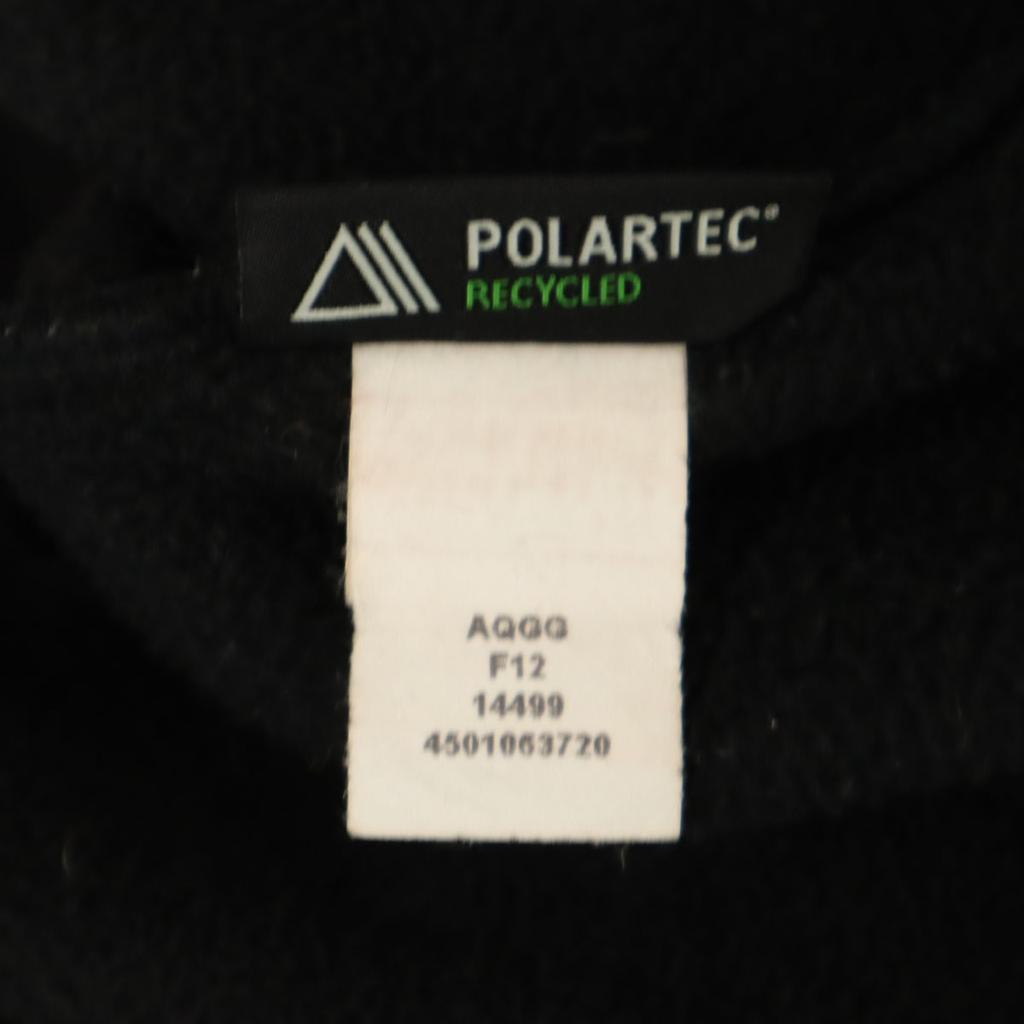 POLARTEC®
RECYCLED
AQGG
F12
14499
4501063720